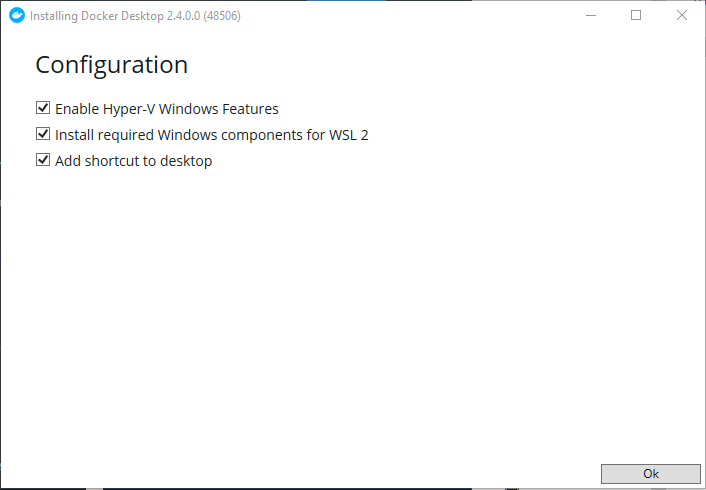 Installing Docker Desktop 2.4.0.0 (48506)
Configuration
Enable Hyper-V Windows Features
Install required Windows components for WSL 2
Add shortcut to desktop
Ok